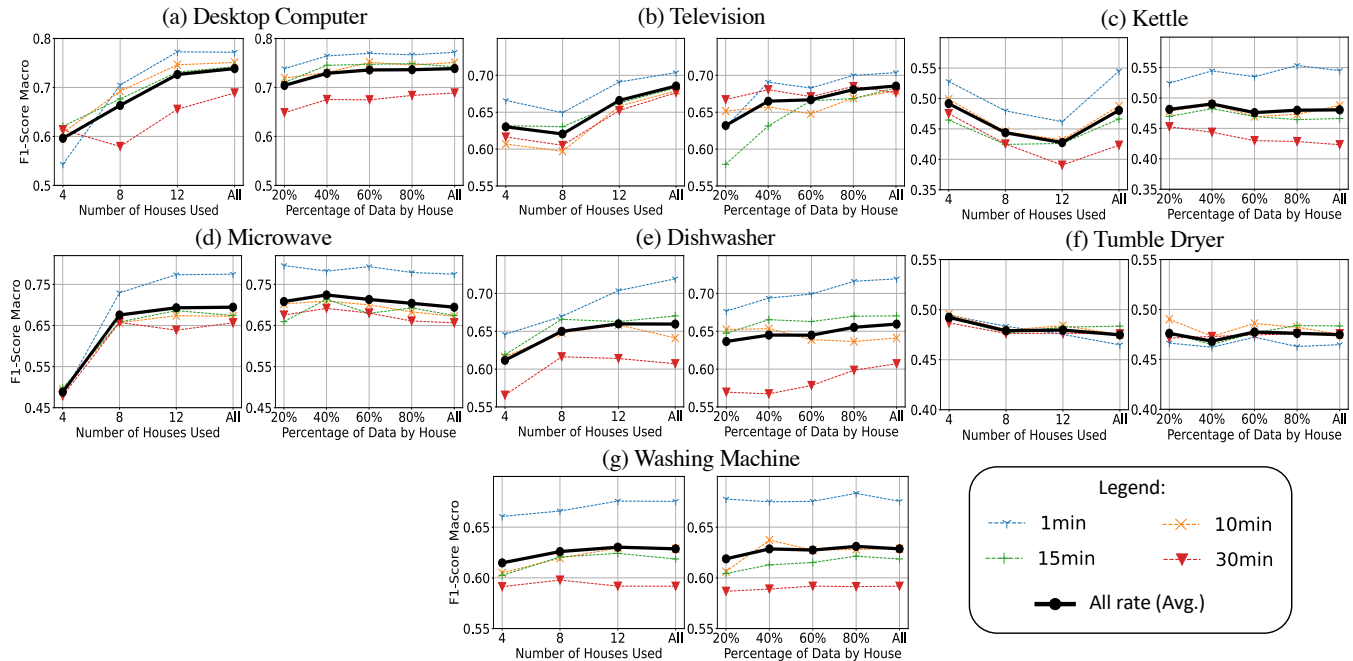 (a) Desktop Computer
(b) Television
(c) Kettle
F1-Score Macro
0.8
0.7
0.6
0.5
4
8
12
All
Number of Houses Used
0.8
0.7
0.6
0.5
20%
40%
60%
80%
All
Percentage of Data by House
0.70
0.65
0.60
0.55
4
8
12
All
Number of Houses Used
0.70
0.65
0.60
0.55
20%
40%
60%
80%
All
Percentage of Data by House
0.55
0.50
0.45
0.40
0.35
4
8
12
All
Number of Houses Used
0.55
0.50
0.45
0.40
0.35
20%
40%
60%
80%
All
Percentage of Data by House
(d) Microwave
(e) Dishwasher
(f) Tumble Dryer
F1-Score Macro
0.75
0.65
0.55
0.45
4
8
12
All
Number of Houses Used
0.75
0.65
0.55
0.45
20%
40%
60%
80%
All
Percentage of Data by House
0.70
0.65
0.60
0.55
4
8
12
All
Number of Houses Used
0.70
0.65
0.60
0.55
20%
40%
60%
80%
All
Percentage of Data by House
0.55
0.50
0.45
0.40
4
8
12
All
Number of Houses Used
0.55
0.50
0.45
0.40
20%
40%
60%
80%
All
Percentage of Data by House
(g) Washing Machine
F1-Score Macro
0.65
0.60
0.55
4
8
12
All
Number of Houses Used
0.65
0.60
0.55
20%
40%
60%
80%
All
Percentage of Data by House
Legend:
1min
10min
15min
30min
All rate (Avg.)